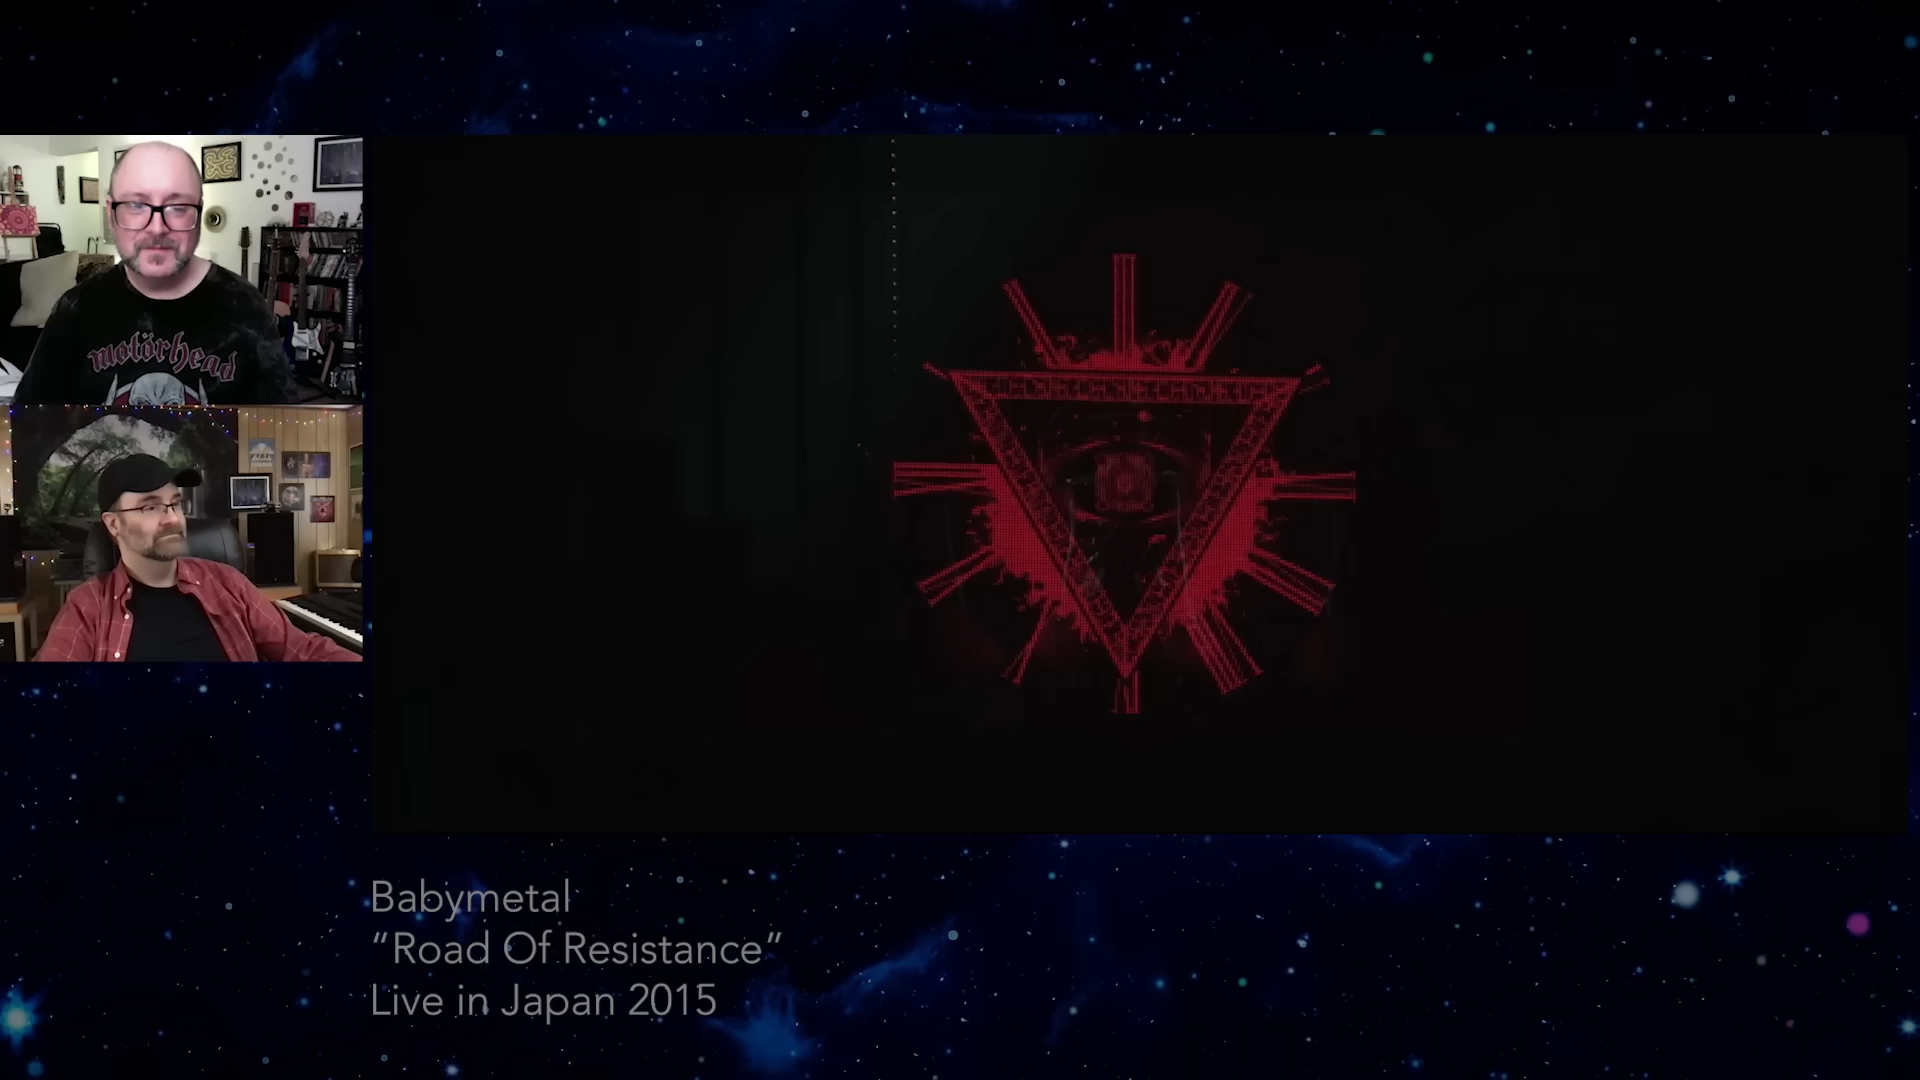 motörhead
Babymetal
“Road Of Resistance”
Live in Japan 2015